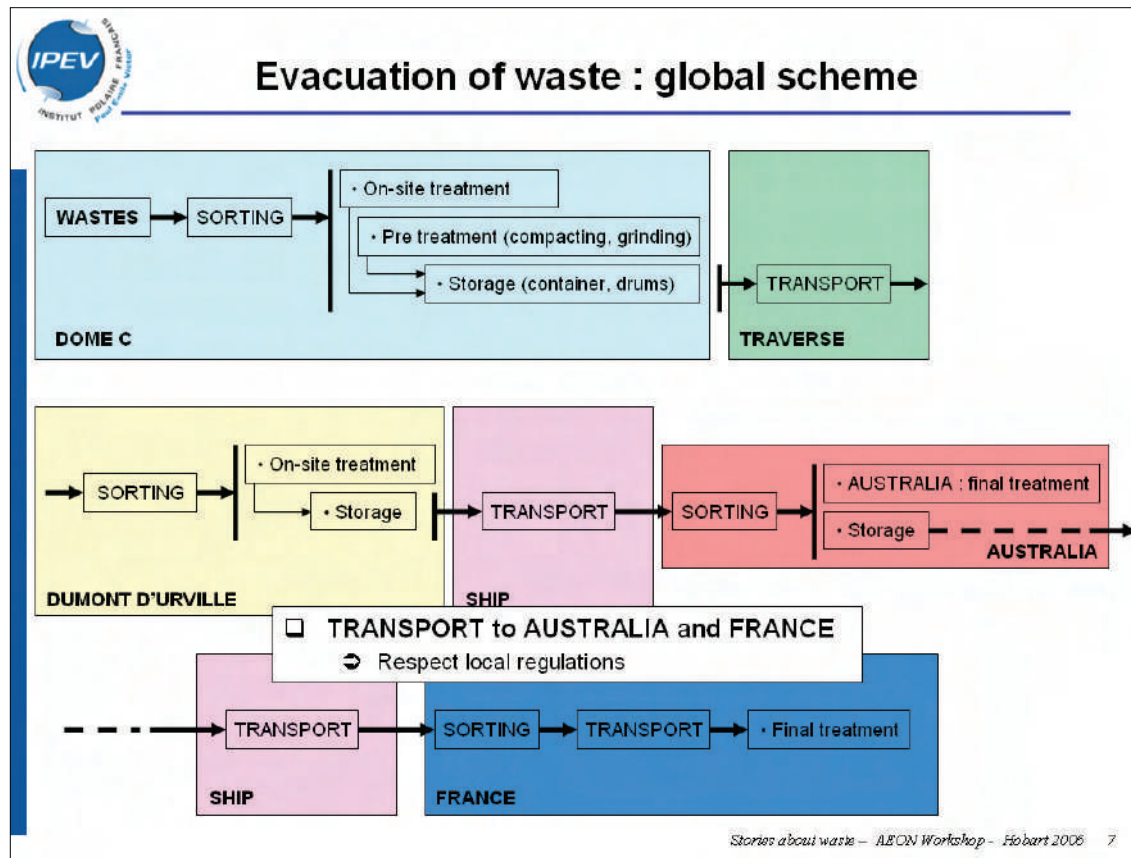 IPEV
INSTITUT POLAIRE FRANÇAIS
Paul Emile Victor
Evacuation of waste : global scheme
WASTES
SORTING
• On-site treatment
• Pre treatment (compacting, grinding)
• Storage (container, drums)
DOME C
TRANSPORT
TRAVERSE
SORTING
• On-site treatment
• Storage
DUMONT D'URVILLE
TRANSPORT
SHIP
SORTING
• AUSTRALIA : final treatment
• Storage
AUSTRALIA
❑ TRANSPORT to AUSTRALIA and FRANCE
➲ Respect local regulations
TRANSPORT
SHIP
SORTING
TRANSPORT
• Final treatment
FRANCE
Stories about waste – AEON Workshop - Hobart 2006 7